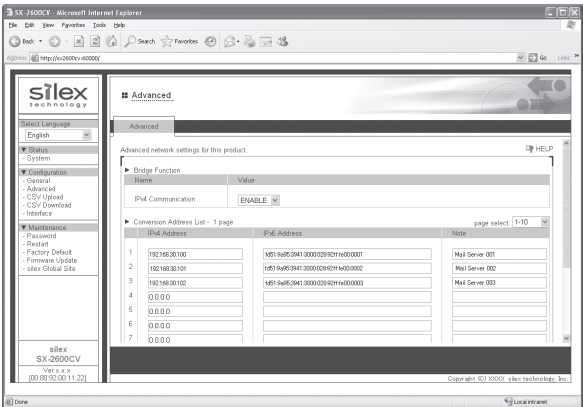 SX-2600CV - Microsoft Internet Explorer
File Edit View Favorites Tools Help
Back Search Favorites
Address http://sx2600cv:60000/ Go Links »
silex
technology
Select Language
English
▼ Status
- System
▼ Configuration
- General
- Advanced
- CSV Upload
- CSV Download
- Interface
▼ Maintenance
- Password
- Restart
- Factory Default
- Firmware Update
- silex Global Site
silex
SX-2600CV
Ver.x.x.x
[00:80:92:00:11:22]
Advanced
Advanced
Advanced network settings for this product.
HELP
Bridge Function
Name Value
IPv4 Communication ENABLE
Conversion Address List - 1 page page select 1-10
IPv4 Address IPv6 Address Note
1 192.168.30.100 fd51:9a95:3941:3000:0280:92ff:fe00:0001 Mail Server 001
2 192.168.30.101 fd51:9a95:3941:3000:0280:92ff:fe00:0002 Mail Server 002
3 192.168.30.102 fd51:9a95:3941:3000:0280:92ff:fe00:0003 Mail Server 003
4 0.0.0.0
5 0.0.0.0
6 0.0.0.0
7 0.0.0.0
Copyright (C) XXXX silex technology, Inc.
Done Local intranet